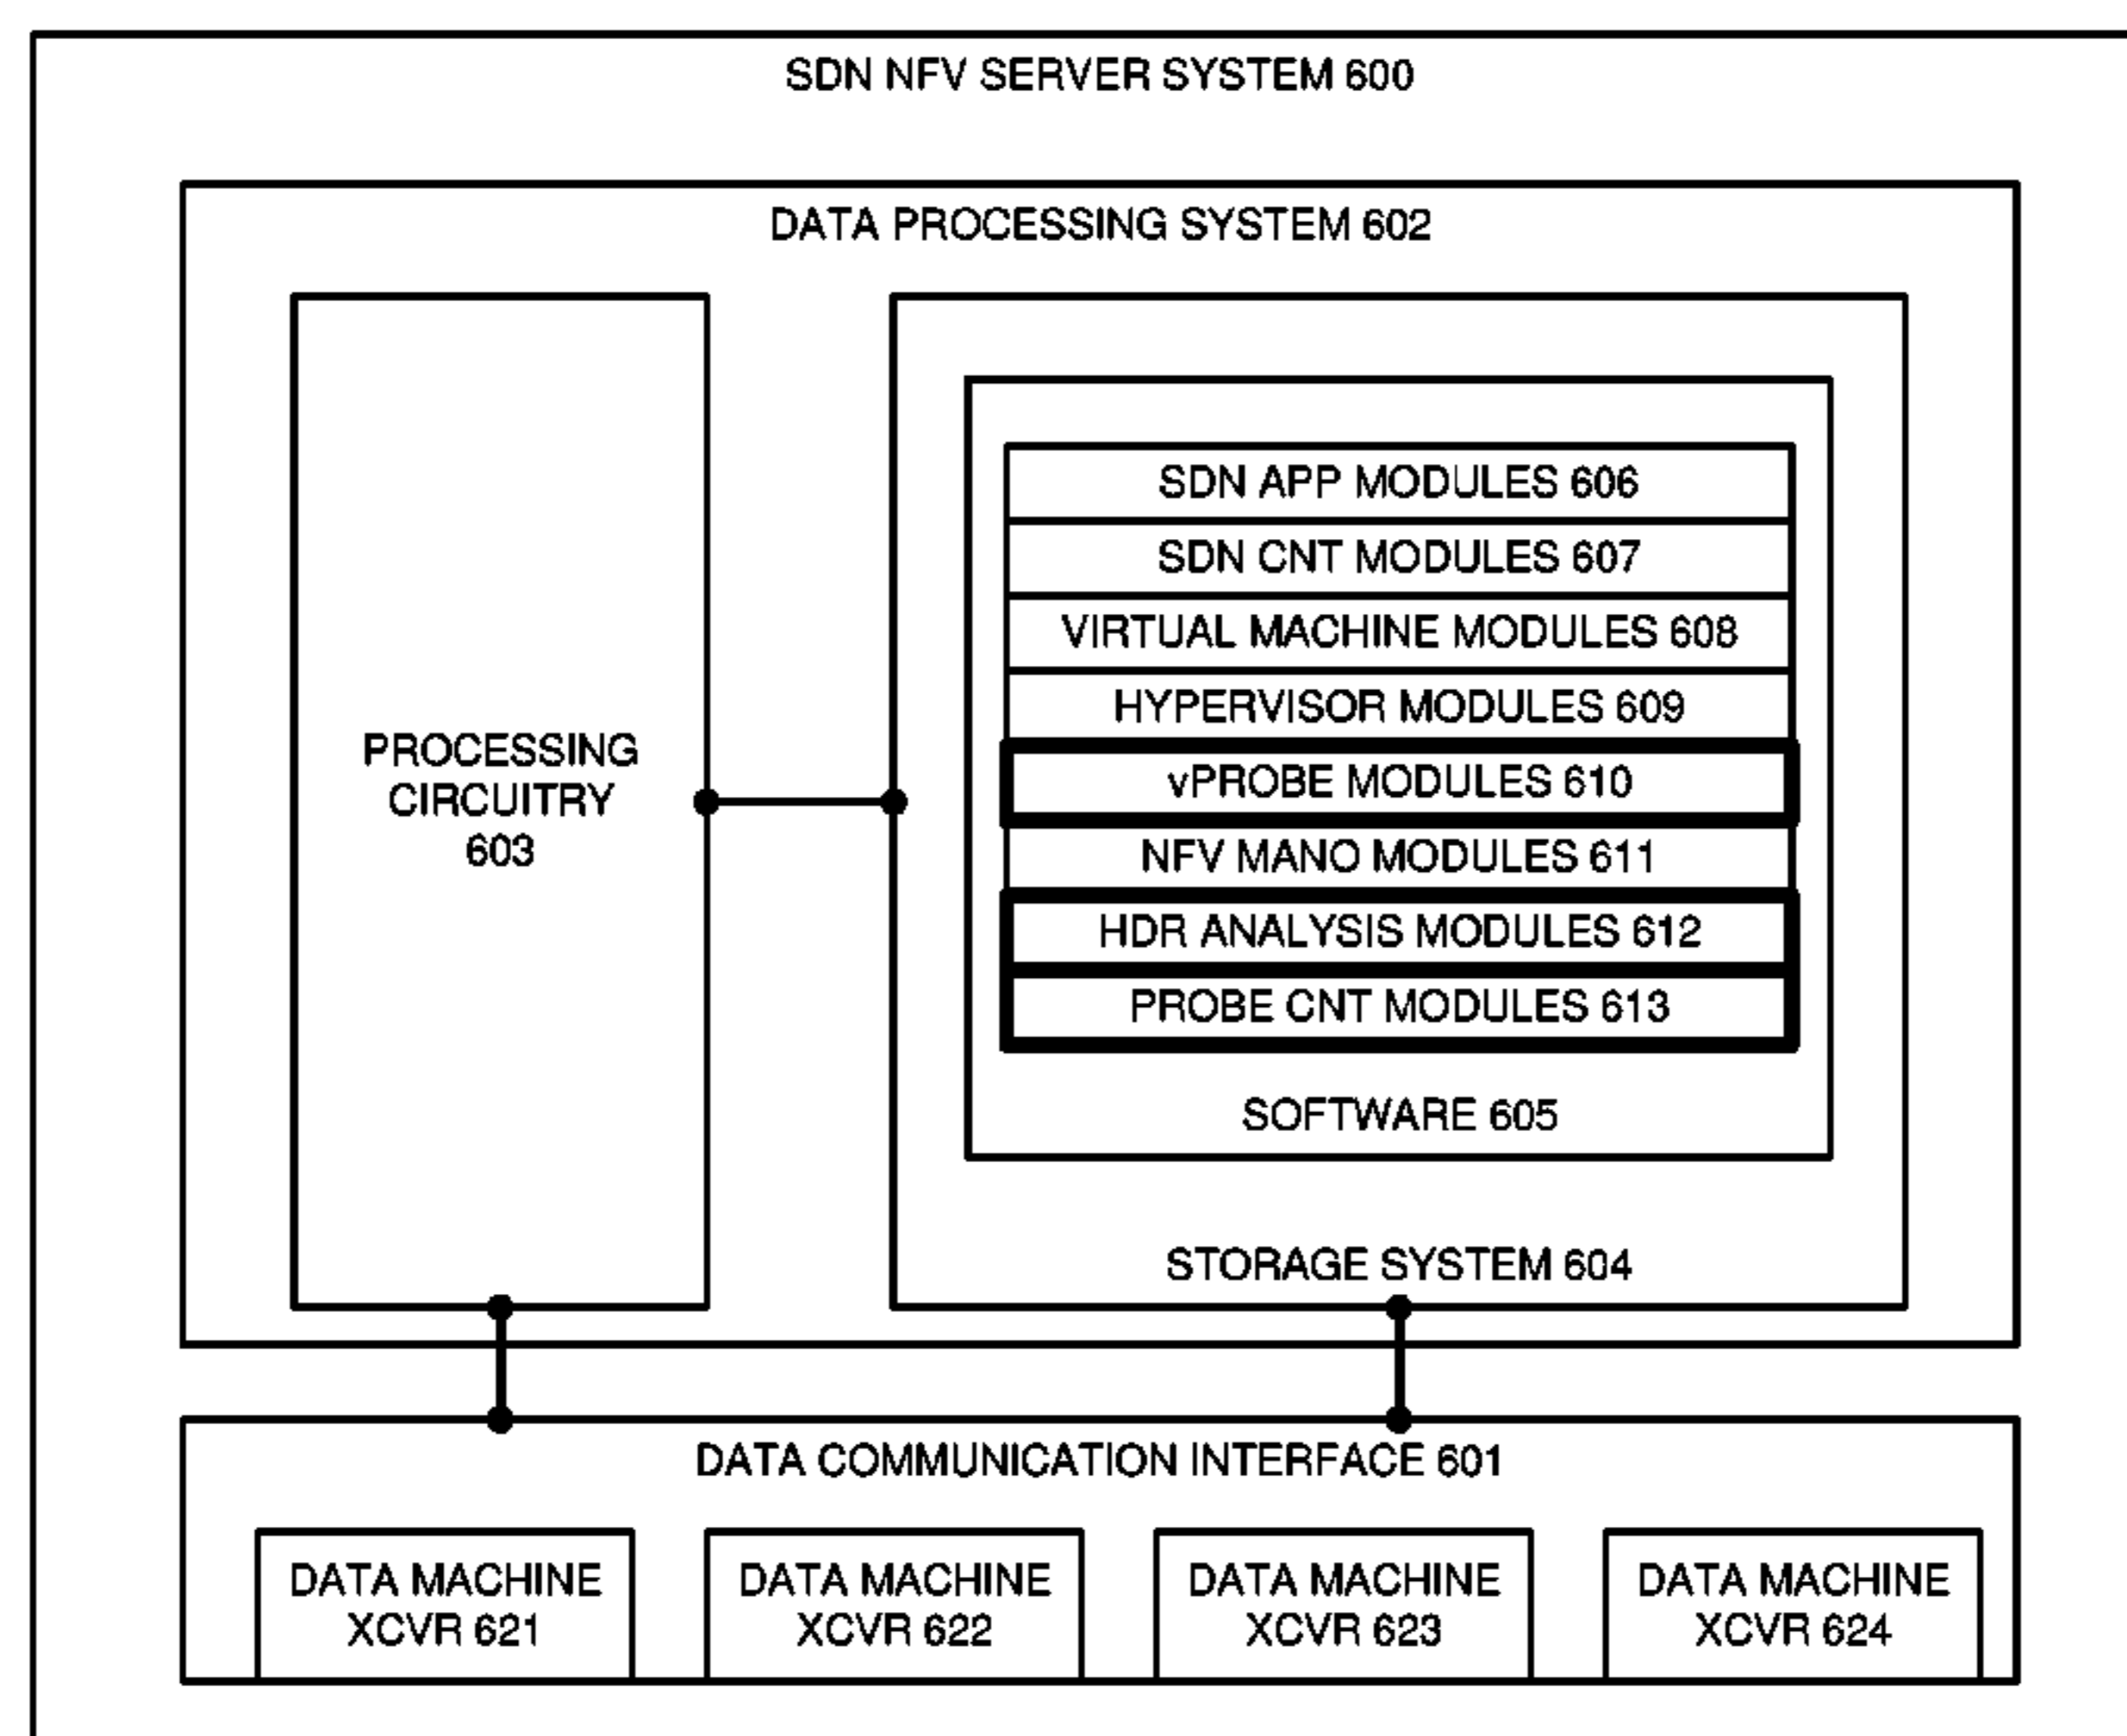 SDN NFV SERVER SYSTEM 600
DATA PROCESSING SYSTEM 602
PROCESSING
CIRCUITRY
603
SDN APP MODULES 606
SDN CNT MODULES 607
VIRTUAL MACHINE MODULES 608
HYPERVISOR MODULES 609
vPROBE MODULES 610
NFV MANO MODULES 611
HDR ANALYSIS MODULES 612
PROBE CNT MODULES 613
SOFTWARE 605
STORAGE SYSTEM 604
DATA COMMUNICATION INTERFACE 601
DATA MACHINE
XCVR 621
DATA MACHINE
XCVR 622
DATA MACHINE
XCVR 623
DATA MACHINE
XCVR 624